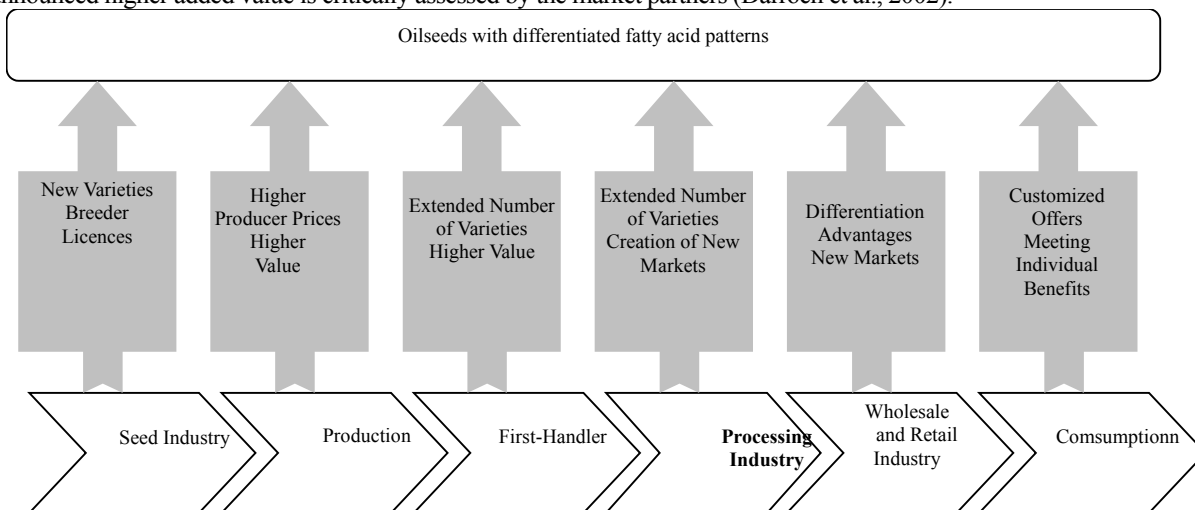 nnounced higher added value is critically assessed by the market partners (Darroch et al., 2002).
Oilseeds with differentiated fatty acid patterns
New Varieties
Breeder
Licences
Higher
Producer Prices
Higher
Value
Extended Number
of Varieties
Higher Value
Extended Number
of Varieties
Creation of New
Markets
Differentiation
Advantages
New Markets
Customized
Offers
Meeting
Individual
Benefits
Seed Industry
Production
First-Handler
Processing
Industry
Wholesale
and Retail
Industry
Comsumptionn